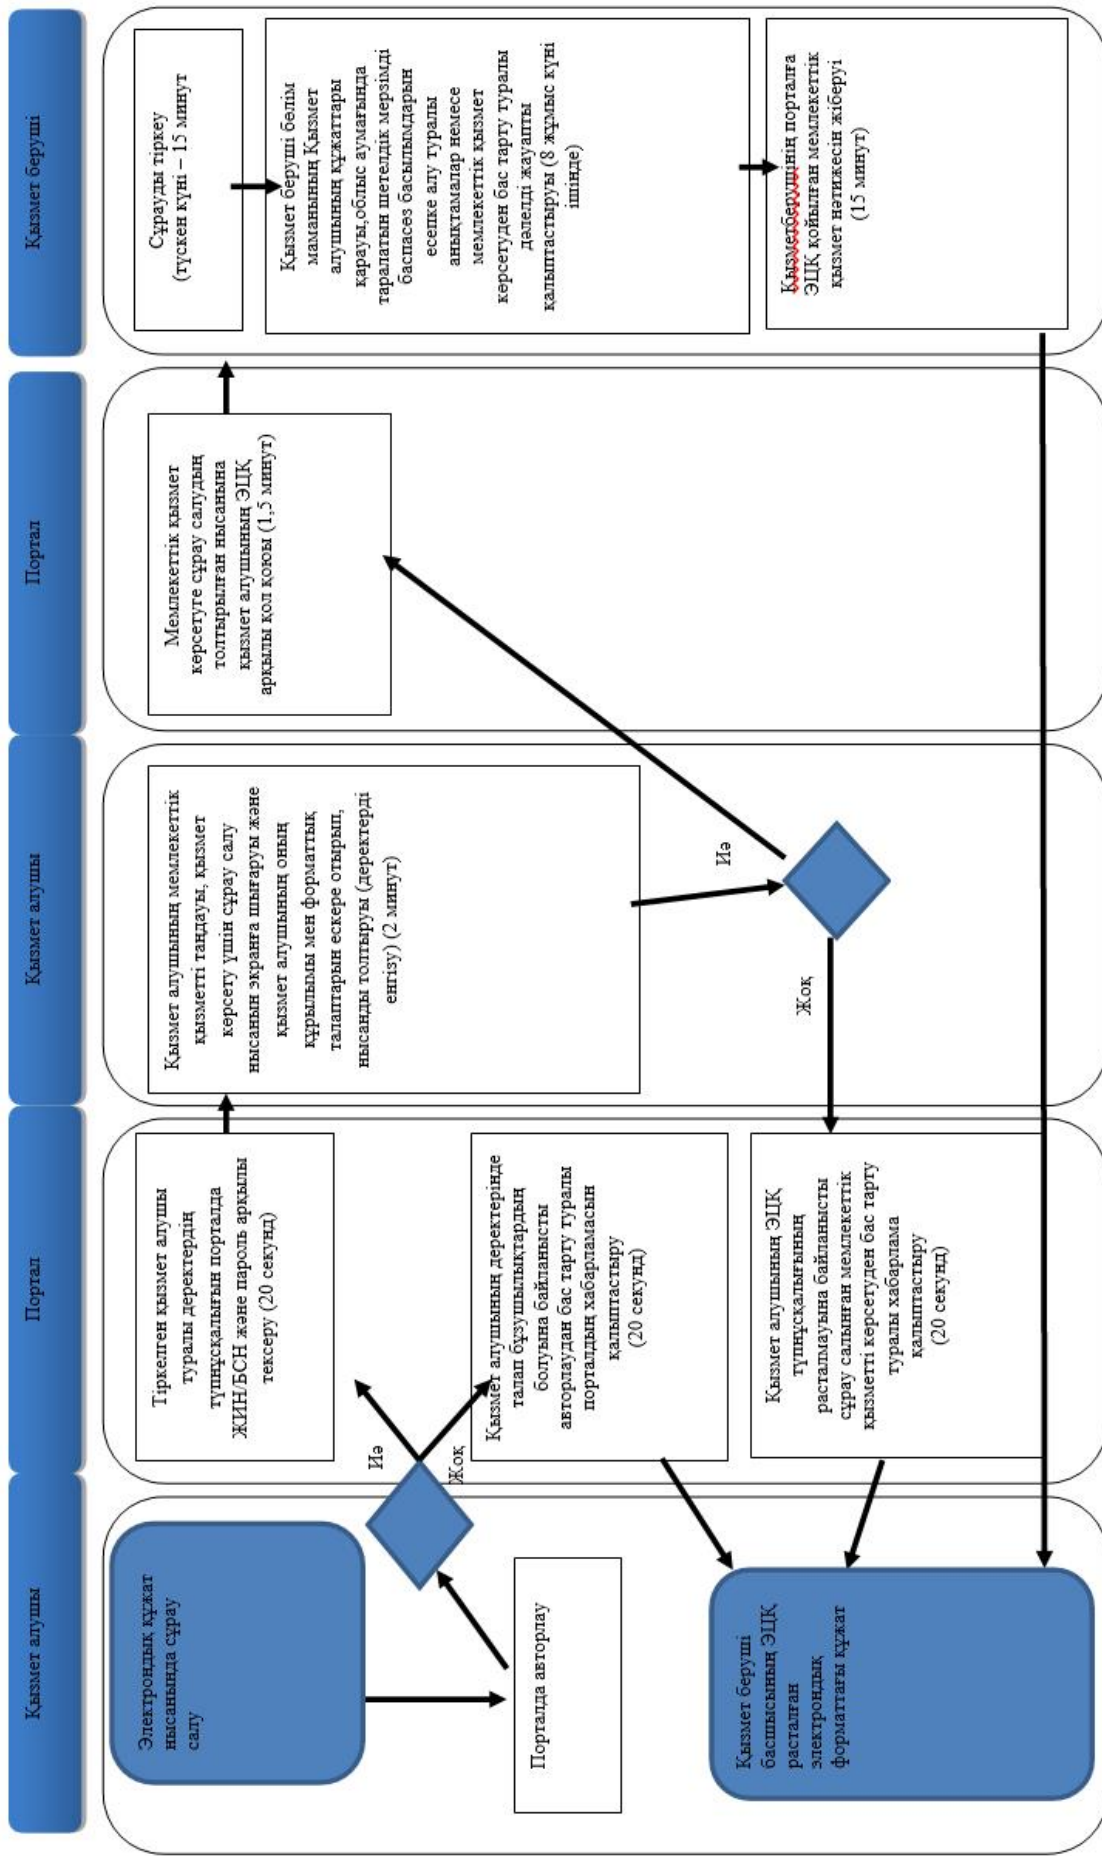 Қызмет алушы
Портал
Қызмет алушы
Портал
Қызмет беруші
Электрондық құжат
нысанында сұрау
салу
Порталда авторлау
Қызмет беруші
басшысының ЭЦҚ
расталған
электрондық
форматтағы құжат
Иә
Жоқ
Тіркелген қызмет алушы
туралы деректердің
түпнұсқалығын порталда
ЖИН/БСН және пароль арқылы
тексеру (20 секунд)
Қызмет алушының деректерінде
талап бұзушылықтардың
болуына байланысты
авторлаудан бас тарту туралы
порталдың хабарламасын
қалыптастыру
(20 секунд)
Қызмет алушының ЭЦҚ
түпнұсқалығының
расталмауына байланысты
сұрау салынған мемлекеттік
қызметті көрсетуден бас тарту
туралы хабарлама
қалыптастыру
(20 секунд)
Қызмет алушының мемлекеттік
қызметті таңдауы, қызмет
көрсету үшін сұрау салу
нысанын экранға шығаруы және
қызмет алушының оның
құрылымы мен форматтық
талаптарын ескере отырып,
нысанды толтыруы (деректерді
енгізу) (2 минут)
Иә
Жоқ
Мемлекеттік қызмет
көрсетуге сұрау салудың
толтырылған нысанына
қызмет алушының ЭЦҚ
арқылы қол қоюы (1,5 минут)
Сұрауды тіркеу
(түскен күні – 15 минут
Қызмет беруші бөлім
маманының Қызмет
алушының құжаттары
қарауы,облыс аумағында
таралатын шетелдік мерзімді
баспасөз басылымдарын
есепке алу туралы
анықтамалар немесе
мемлекеттік қызмет
көрсетуден бас тарту туралы
дәлелді жауапты
қалыптастыруы (8 жұмыс күні
ішінде)
Қызметберушінің порталға
ЭЦҚ қойылған мемлекеттік
қызмет нәтижесін жіберуі
(15 минут)